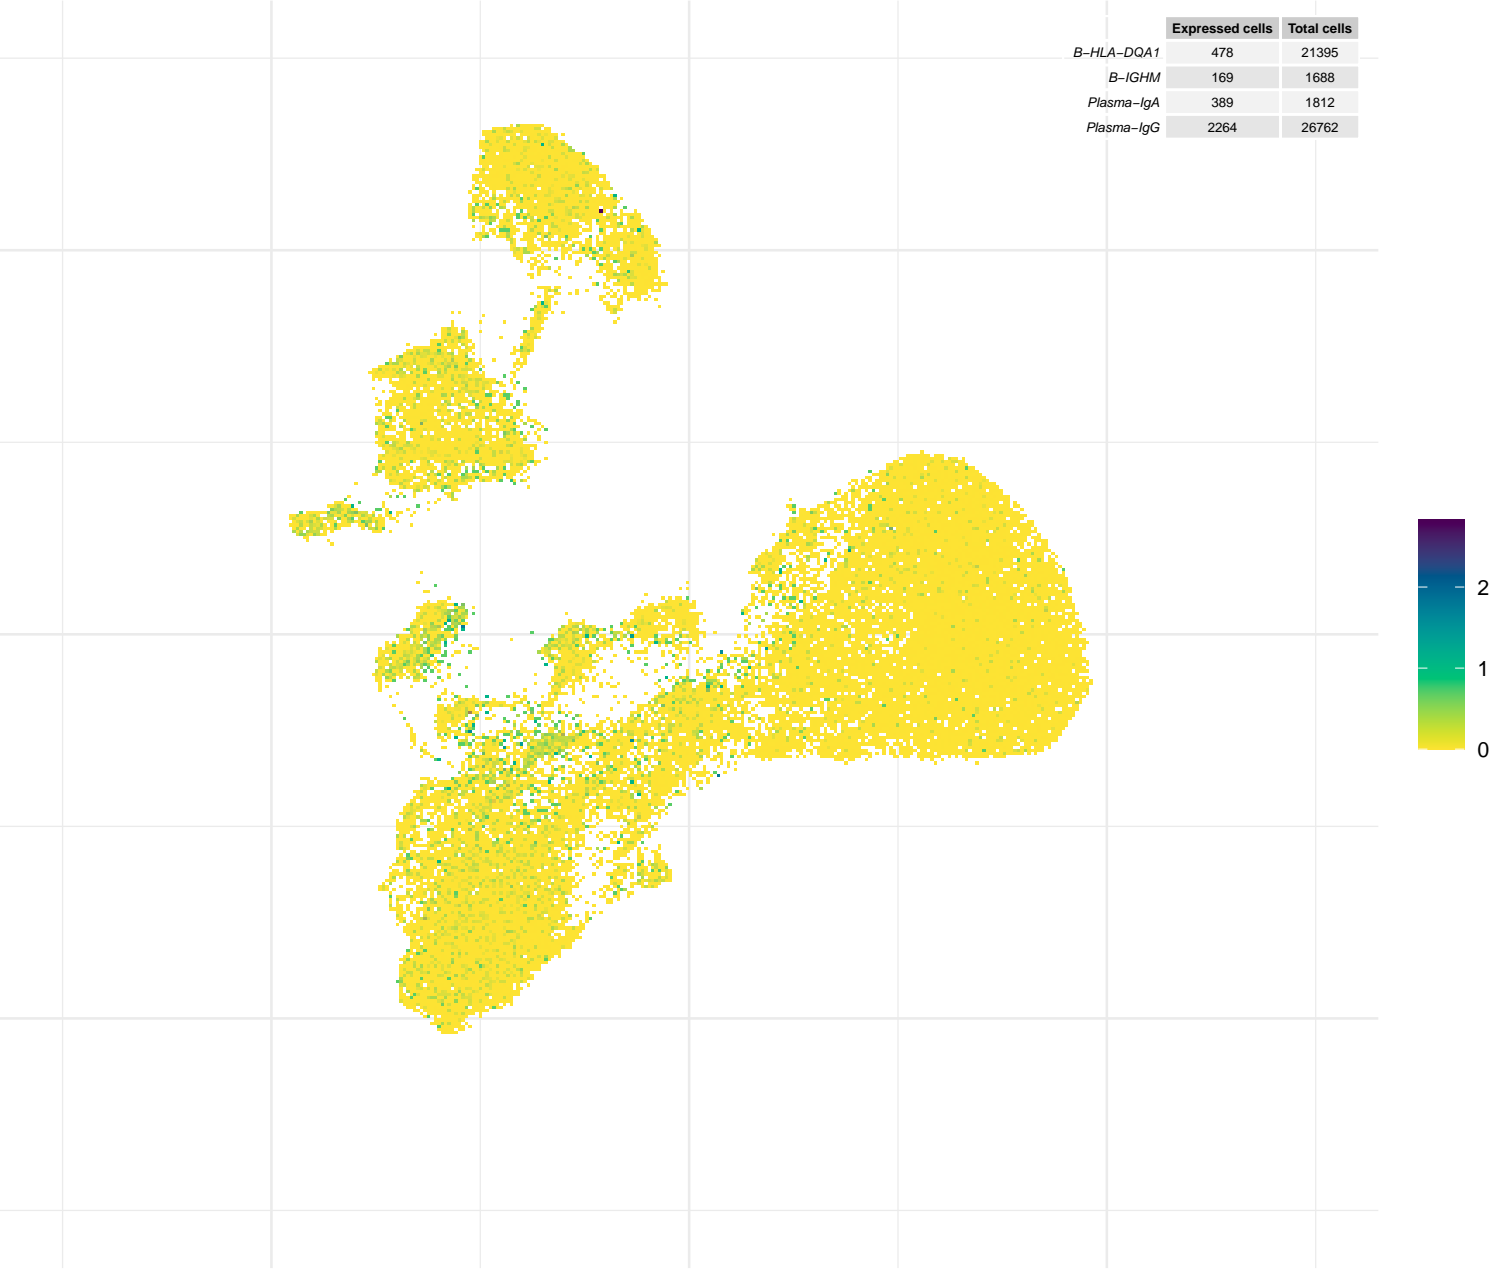 Expressed cells Total cells
B−HLA−DQA1 478 21395
B−IGHM 169 1688
Plasma−IgA 389 1812
Plasma−IgG 2264 26762
2
1
0